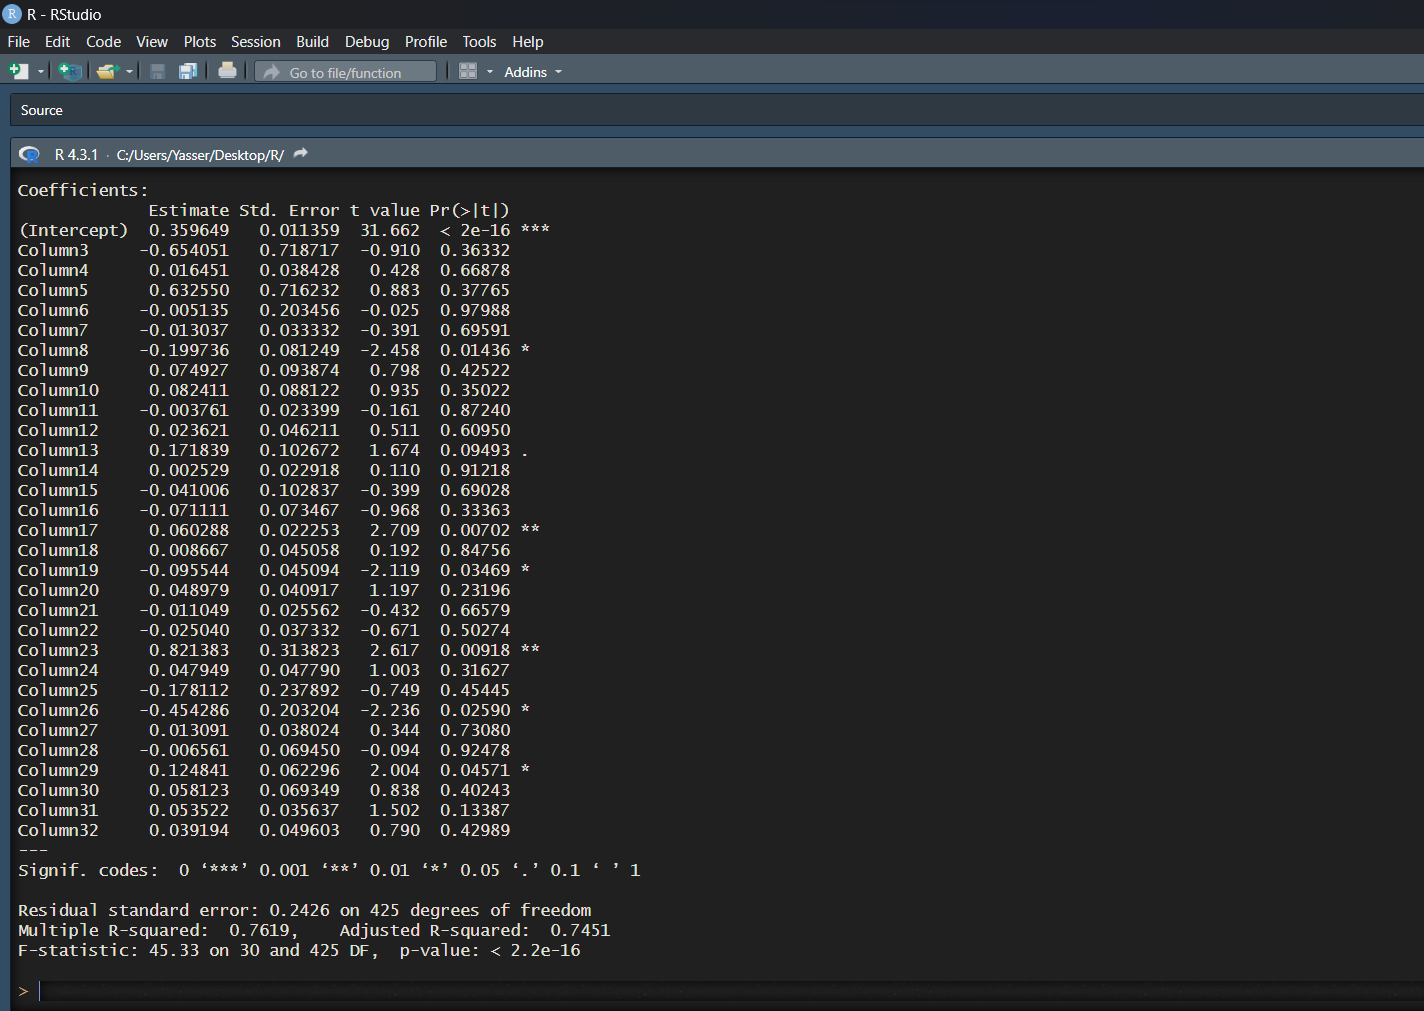 R - RStudio
File Edit Code View Plots Session Build Debug Profile Tools Help
Go to file/function Addins
Source
R 4.3.1 · C:/Users/Yasser/Desktop/R/
Coefficients:
Estimate Std. Error t value Pr(>|t|)
(Intercept) 0.359649 0.011359 31.662 < 2e-16 ***
Column3 -0.654051 0.718717 -0.910 0.36332
Column4 0.016451 0.038428 0.428 0.66878
Column5 0.632550 0.716232 0.883 0.37765
Column6 -0.005135 0.203456 -0.025 0.97988
Column7 -0.013037 0.033332 -0.391 0.69591
Column8 -0.199736 0.081249 -2.458 0.01436 *
Column9 0.074927 0.093874 0.798 0.42522
Column10 0.082411 0.088122 0.935 0.35022
Column11 -0.003761 0.023399 -0.161 0.87240
Column12 0.023621 0.046211 0.511 0.60950
Column13 0.171839 0.102672 1.674 0.09493 .
Column14 0.002529 0.022918 0.110 0.91218
Column15 -0.041006 0.102837 -0.399 0.69028
Column16 -0.071111 0.073467 -0.968 0.33363
Column17 0.060288 0.022253 2.709 0.00702 **
Column18 0.008667 0.045058 0.192 0.84756
Column19 -0.095544 0.045094 -2.119 0.03469 *
Column20 0.048979 0.040917 1.197 0.23196
Column21 -0.011049 0.025562 -0.432 0.66579
Column22 -0.025040 0.037332 -0.671 0.50274
Column23 0.821383 0.313823 2.617 0.00918 **
Column24 0.047949 0.047790 1.003 0.31627
Column25 -0.178112 0.237892 -0.749 0.45445
Column26 -0.454286 0.203204 -2.236 0.02590 *
Column27 0.013091 0.038024 0.344 0.73080
Column28 -0.006561 0.069450 -0.094 0.92478
Column29 0.124841 0.062296 2.004 0.04571 *
Column30 0.058123 0.069349 0.838 0.40243
Column31 0.053522 0.035637 1.502 0.13387
Column32 0.039194 0.049603 0.790 0.42989
---
Signif. codes: 0 ‘***’ 0.001 ‘**’ 0.01 ‘*’ 0.05 ‘.’ 0.1 ‘ ’ 1
Residual standard error: 0.2426 on 425 degrees of freedom
Multiple R-squared: 0.7619, Adjusted R-squared: 0.7451
F-statistic: 45.33 on 30 and 425 DF, p-value: < 2.2e-16
>